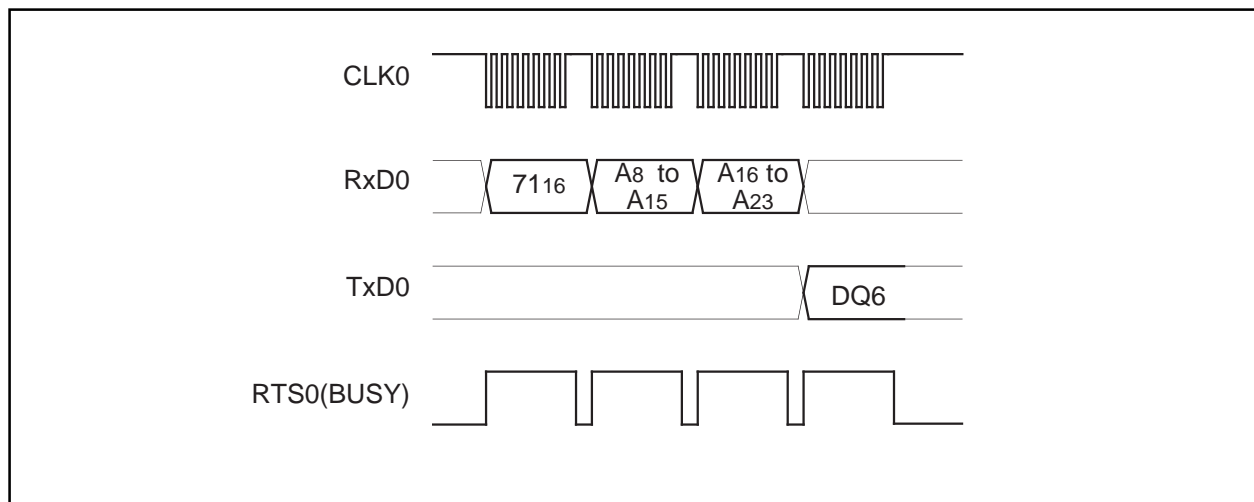 CLK0
RxD0
7116
A8 to
A15
A16 to
A23
TxD0
DQ6
RTS0(BUSY)